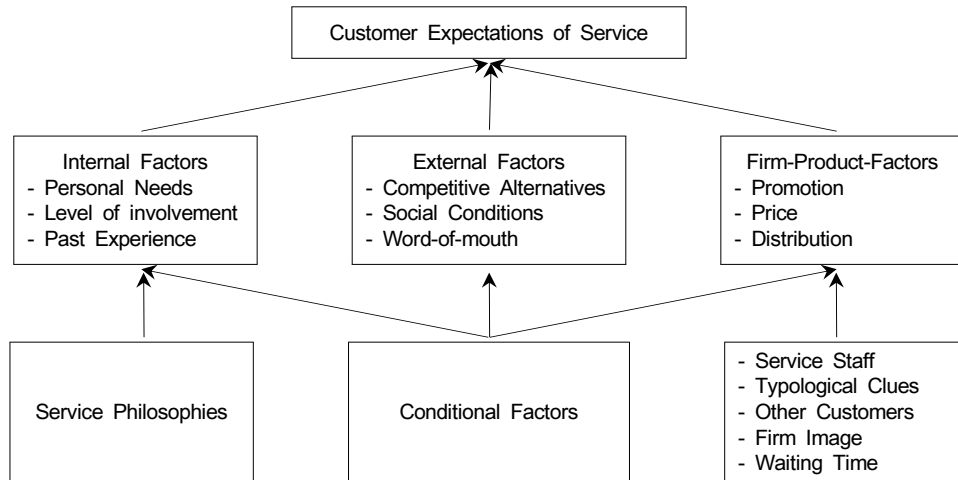 Customer Expectations of Service
Internal Factors
- Personal Needs
- Level of involvement
- Past Experience
External Factors
- Competitive Alternatives
- Social Conditions
- Word-of-mouth
Firm-Product-Factors
- Promotion
- Price
- Distribution
Service Philosophies
Conditional Factors
- Service Staff
- Typological Clues
- Other Customers
- Firm Image
- Waiting Time